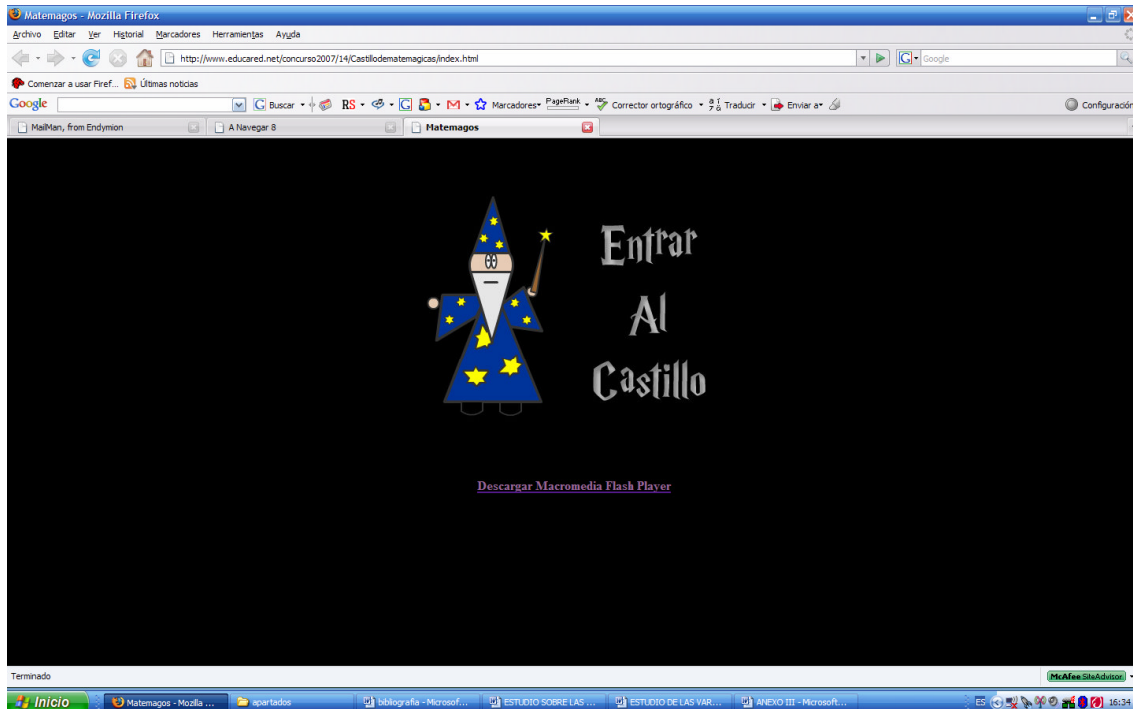 Matemagos - Mozilla Firefox
Archivo Editar Ver Historial Marcadores Herramientas Ayuda
http://www.educared.net/concurso2007/14/Castillodematemagicas/index.html
G Google
Comenzar a usar Firef... Últimas noticias
Google G Buscar RS G M Marcadores PageRank ABC Corrector ortográfico Traducir Enviar a Configuración
MailMan, from Endymion A Navegar 8 Matemagos
Entrar
Al
Castillo
Descargar Macromedia Flash Player
Terminado McAfee SiteAdvisor
Inicio Matemagos - Mozilla ... apartados bibliografia - Microsof... ESTUDIO SOBRE LAS ... ESTUDIO DE LAS VAR... ANEXO III - Microsoft... ES 16:34